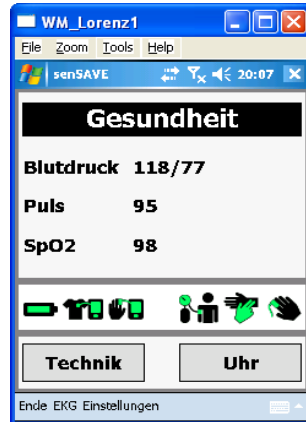 WM_Lorenz1
File Zoom Tools Help
senSAVE 20:07
Gesundheit
Blutdruck 118/77
Puls 95
SpO2 98
Technik Uhr
Ende EKG Einstellungen